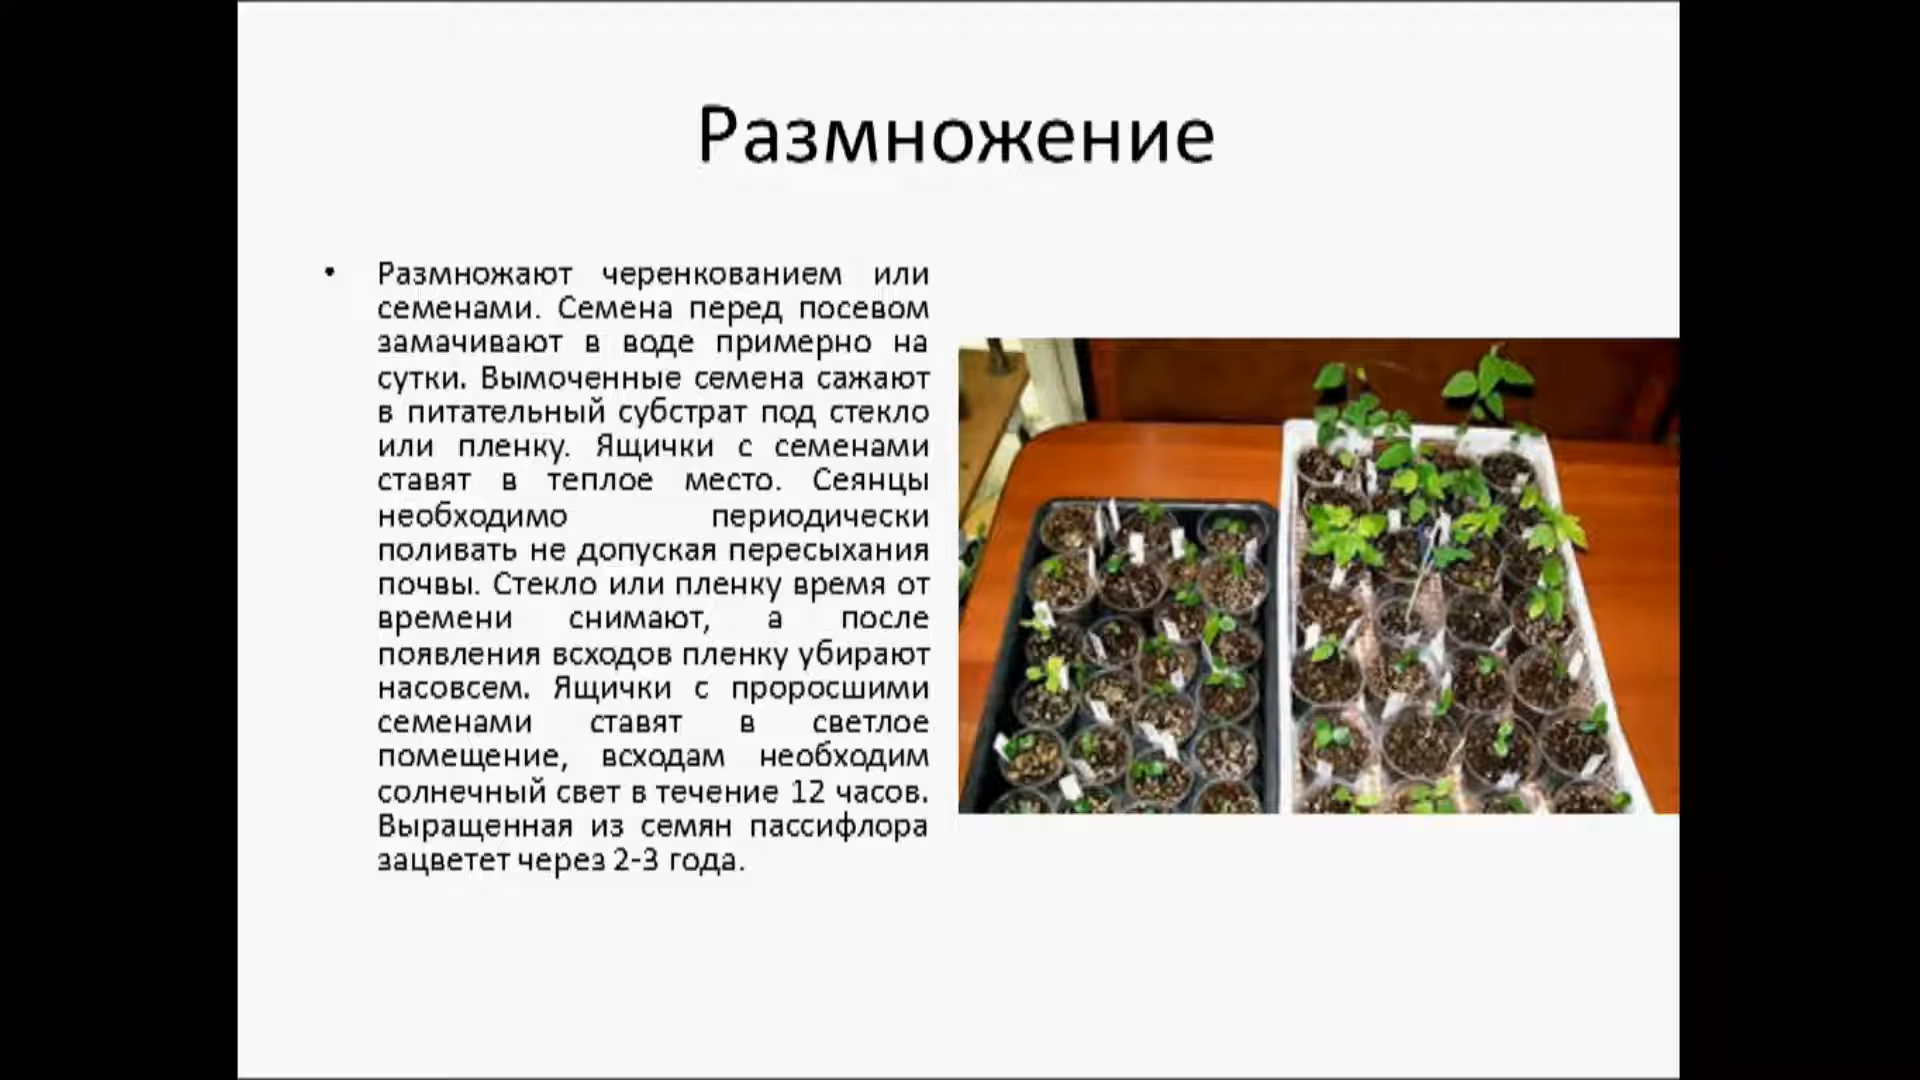 Размножение
• Размножают черенкованием или
семенами. Семена перед посевом
замачивают в воде примерно на
сутки. Вымоченные семена сажают
в питательный субстрат под стекло
или пленку. Ящички с семенами
ставят в теплое место. Сеянцы
необходимо периодически
поливать не допуская пересыхания
почвы. Стекло или пленку время от
времени снимают, а после
появления всходов пленку убирают
насовсем. Ящички с проросшими
семенами ставят в светлое
помещение, всходам необходим
солнечный свет в течение 12 часов.
Выращенная из семян пассифлора
зацветет через 2-3 года.